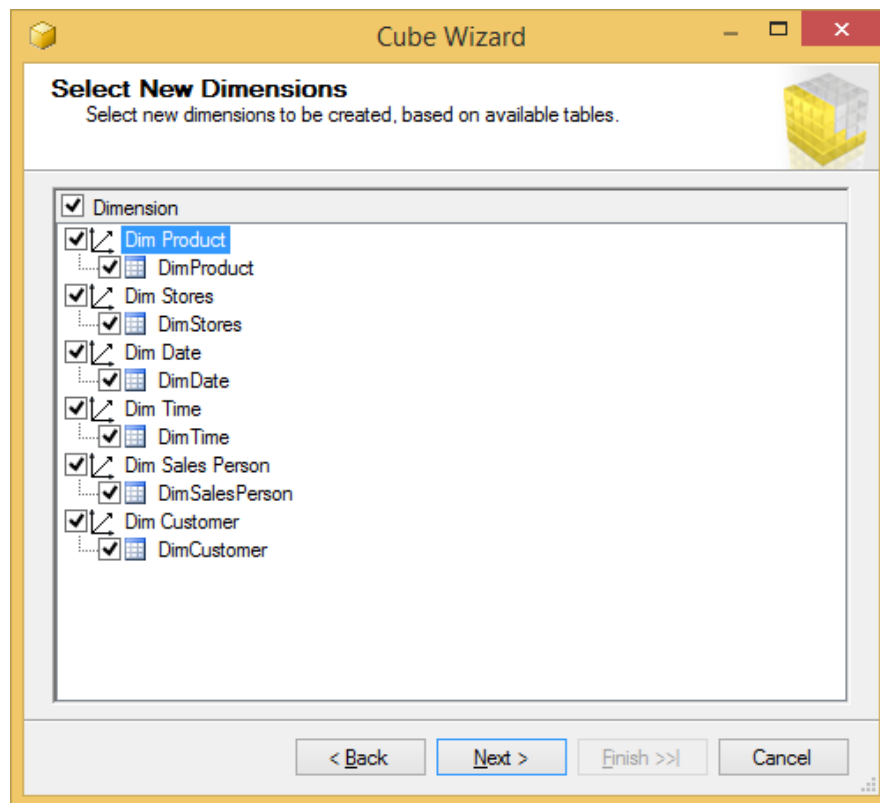 Cube Wizard
Select New Dimensions
Select new dimensions to be created, based on available tables.
Dimension
Dim Product
DimProduct
Dim Stores
DimStores
Dim Date
DimDate
Dim Time
DimTime
Dim Sales Person
DimSalesPerson
Dim Customer
DimCustomer
< Back Next > Finish >>| Cancel